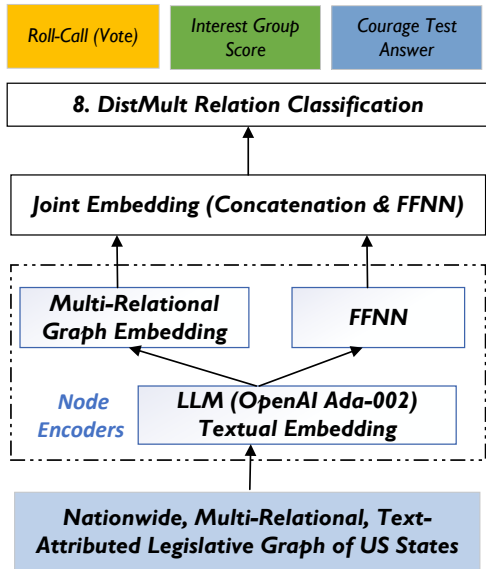 Roll-Call (Vote)
Interest Group
Score
Courage Test
Answer
8. DistMult Relation Classification
Joint Embedding (Concatenation & FFNN)
Multi-Relational
Graph Embedding
FFNN
Node
Encoders
LLM (OpenAI Ada-002)
Textual Embedding
Nationwide, Multi-Relational, Text-
Attributed Legislative Graph of US States